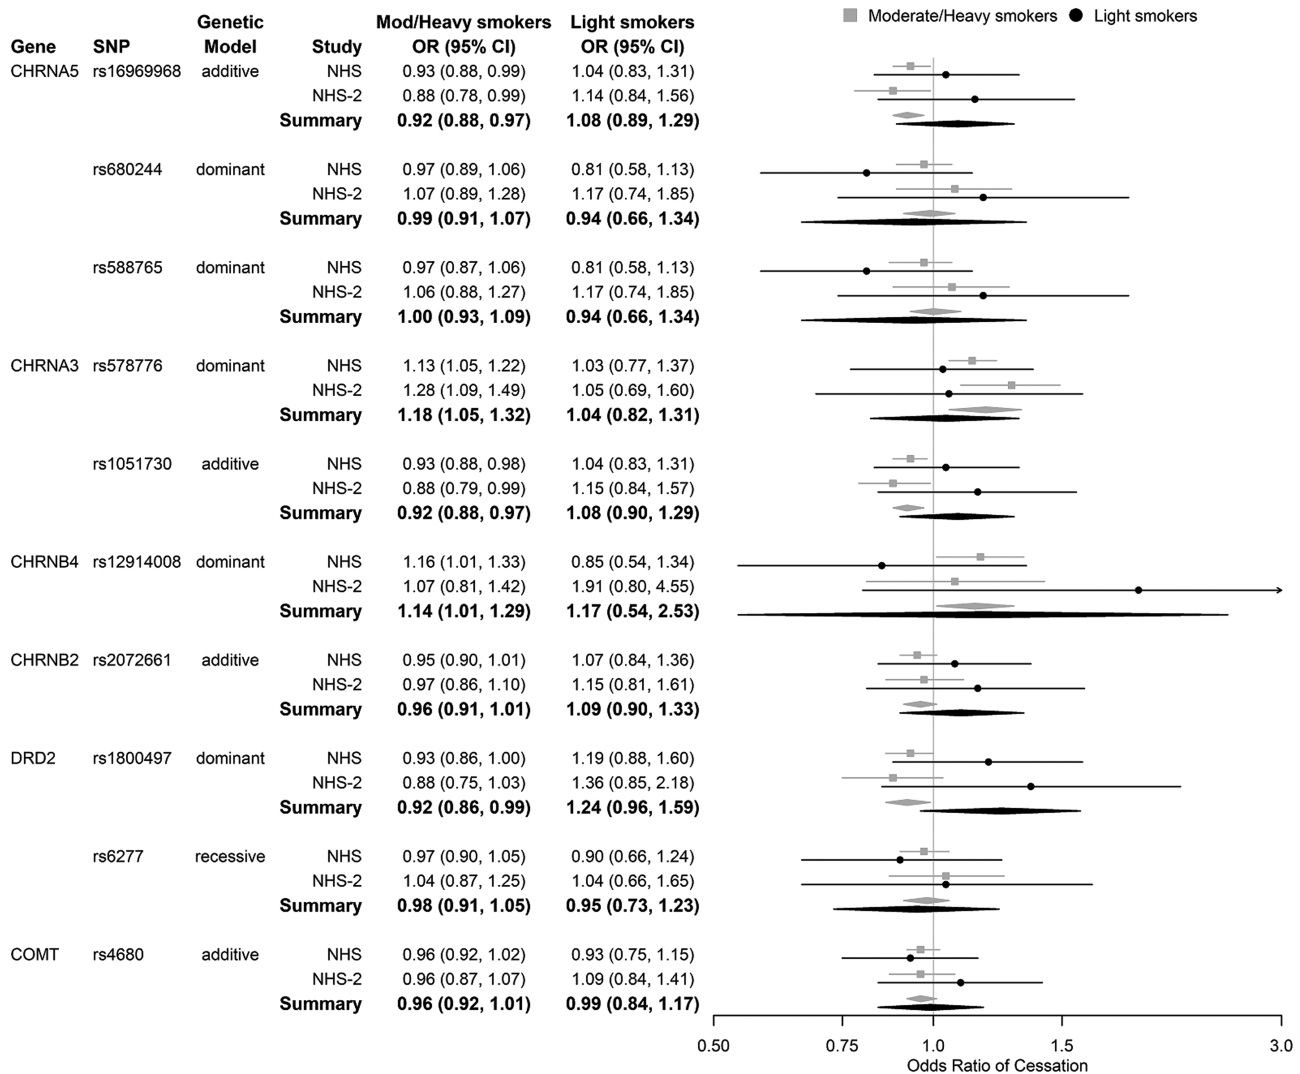 Moderate/Heavy smokers Light smokers
Genetic Mod/Heavy smokers Light smokers
Gene SNP Model Study OR (95% CI) OR (95% CI)
CHRNA5 rs16969968 additive NHS 0.93 (0.88, 0.99) 1.04 (0.83, 1.31)
NHS-2 0.88 (0.78, 0.99) 1.14 (0.84, 1.56)
Summary 0.92 (0.88, 0.97) 1.08 (0.89, 1.29)
rs680244 dominant NHS 0.97 (0.89, 1.06) 0.81 (0.58, 1.13)
NHS-2 1.07 (0.89, 1.28) 1.17 (0.74, 1.85)
Summary 0.99 (0.91, 1.07) 0.94 (0.66, 1.34)
rs588765 dominant NHS 0.97 (0.87, 1.06) 0.81 (0.58, 1.13)
NHS-2 1.06 (0.88, 1.27) 1.17 (0.74, 1.85)
Summary 1.00 (0.93, 1.09) 0.94 (0.66, 1.34)
CHRNA3 rs578776 dominant NHS 1.13 (1.05, 1.22) 1.03 (0.77, 1.37)
NHS-2 1.28 (1.09, 1.49) 1.05 (0.69, 1.60)
Summary 1.18 (1.05, 1.32) 1.04 (0.82, 1.31)
rs1051730 additive NHS 0.93 (0.88, 0.98) 1.04 (0.83, 1.31)
NHS-2 0.88 (0.79, 0.99) 1.15 (0.84, 1.57)
Summary 0.92 (0.88, 0.97) 1.08 (0.90, 1.29)
CHRNB4 rs12914008 dominant NHS 1.16 (1.01, 1.33) 0.85 (0.54, 1.34)
NHS-2 1.07 (0.81, 1.42) 1.91 (0.80, 4.55)
Summary 1.14 (1.01, 1.29) 1.17 (0.54, 2.53)
CHRNB2 rs2072661 additive NHS 0.95 (0.90, 1.01) 1.07 (0.84, 1.36)
NHS-2 0.97 (0.86, 1.10) 1.15 (0.81, 1.61)
Summary 0.96 (0.91, 1.01) 1.09 (0.90, 1.33)
DRD2 rs1800497 dominant NHS 0.93 (0.86, 1.00) 1.19 (0.88, 1.60)
NHS-2 0.88 (0.75, 1.03) 1.36 (0.85, 2.18)
Summary 0.92 (0.86, 0.99) 1.24 (0.96, 1.59)
rs6277 recessive NHS 0.97 (0.90, 1.05) 0.90 (0.66, 1.24)
NHS-2 1.04 (0.87, 1.25) 1.04 (0.66, 1.65)
Summary 0.98 (0.91, 1.05) 0.95 (0.73, 1.23)
COMT rs4680 additive NHS 0.96 (0.92, 1.02) 0.93 (0.75, 1.15)
NHS-2 0.96 (0.87, 1.07) 1.09 (0.84, 1.41)
Summary 0.96 (0.92, 1.01) 0.99 (0.84, 1.17)
0.50 0.75 1.0 1.5 3.0
Odds Ratio of Cessation